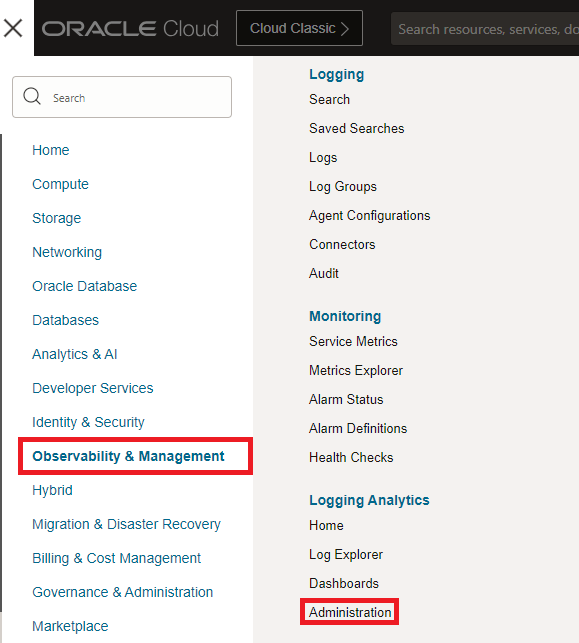 ORACLE Cloud
Cloud Classic >
Search resources, services, do
Search
Home
Compute
Storage
Networking
Oracle Database
Databases
Analytics & AI
Developer Services
Identity & Security
Observability & Management
Hybrid
Migration & Disaster Recovery
Billing & Cost Management
Governance & Administration
Marketplace
Logging
Search
Saved Searches
Logs
Log Groups
Agent Configurations
Connectors
Audit
Monitoring
Service Metrics
Metrics Explorer
Alarm Status
Alarm Definitions
Health Checks
Logging Analytics
Home
Log Explorer
Dashboards
Administration